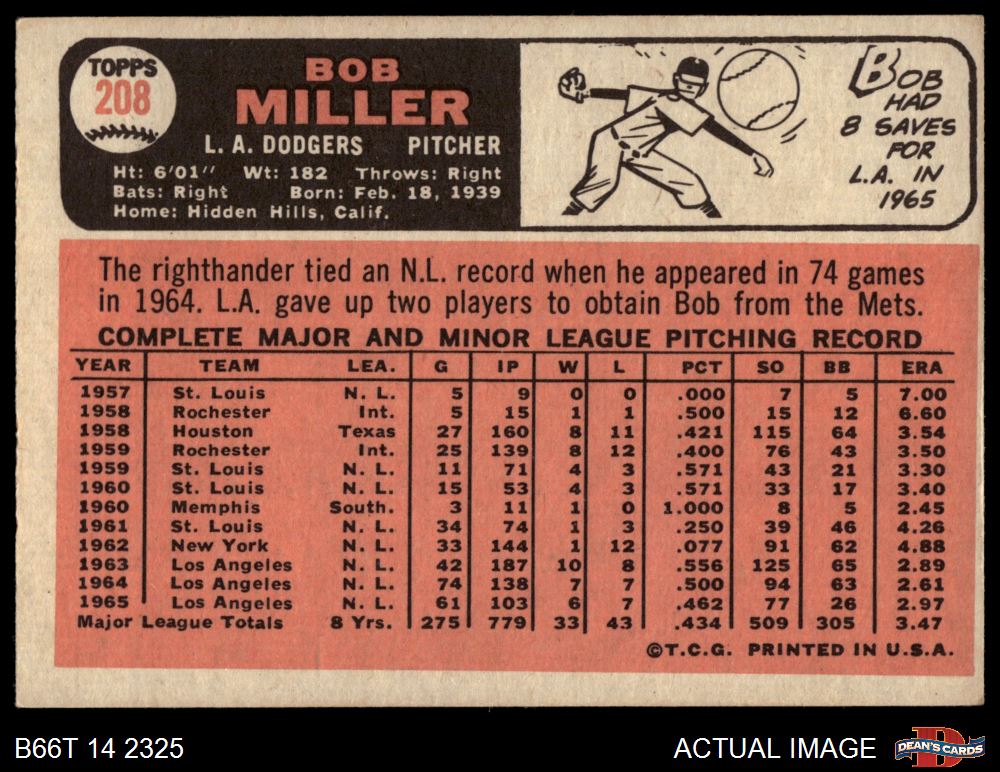 TOPPS
208
BOB
MILLER
L. A. DODGERS PITCHER
Ht: 6'01" Wt: 182 Throws: Right
Bats: Right Born: Feb. 18, 1939
Home: Hidden Hills, Calif.
BOB
HAD
8 SAVES
FOR
L.A. IN
1965
The righthander tied an N.L. record when he appeared in 74 games
in 1964. L.A. gave up two players to obtain Bob from the Mets.
COMPLETE MAJOR AND MINOR LEAGUE PITCHING RECORD
YEAR TEAM LEA. G IP W L PCT SO BB ERA
1957 St. Louis N. L. 5 9 0 0 .000 7 5 7.00
1958 Rochester Int. 5 15 1 1 .500 15 12 6.60
1958 Houston Texas 27 160 8 11 .421 115 64 3.54
1959 Rochester Int. 25 139 8 12 .400 76 43 3.50
1959 St. Louis N. L. 11 71 4 3 .571 43 21 3.30
1960 St. Louis N. L. 15 53 4 3 .571 33 17 3.40
1960 Memphis South. 3 11 1 0 1.000 8 5 2.45
1961 St. Louis N. L. 34 74 1 3 .250 39 46 4.26
1962 New York N. L. 33 144 1 12 .077 91 62 4.88
1963 Los Angeles N. L. 42 187 10 8 .556 125 65 2.89
1964 Los Angeles N. L. 74 138 7 7 .500 94 63 2.61
1965 Los Angeles N. L. 61 103 6 7 .462 77 26 2.97
Major League Totals 8 Yrs. 275 779 33 43 .434 509 305 3.47
©T.C.G. PRINTED IN U.S.A.
B66T 14 2325
ACTUAL IMAGE
DEAN'S CARDS